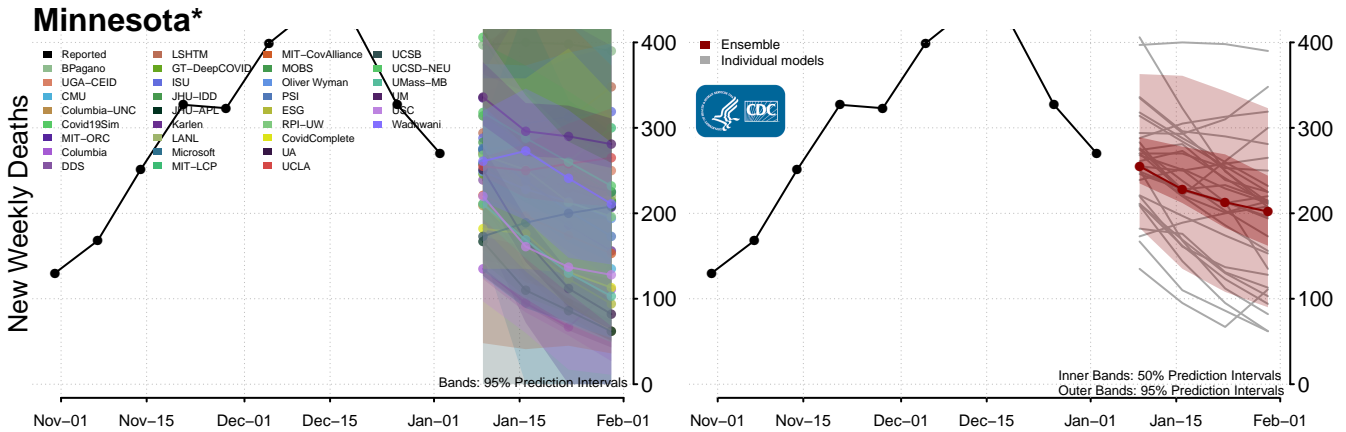 Minnesota*
New Weekly Deaths
Reported
BPagano
UGA−CEID
CMU
Columbia−UNC
Covid19Sim
MIT−ORC
Columbia
DDS
LSHTM
GT−DeepCOVID
ISU
JHU−IDD
JHU−APL
Karlen
LANL
Microsoft
MIT−LCP
MIT−CovAlliance
MOBS
Oliver Wyman
PSI
ESG
RPI−UW
CovidComplete
UA
UCLA
UCSB
UCSD−NEU
UMass−MB
UM
USC
Wadhwani
400
300
200
100
0
Bands: 95% Prediction Intervals
Nov−01 Nov−15 Dec−01 Dec−15 Jan−01 Jan−15 Feb−01
Ensemble
Individual models
CDC
400
300
200
100
0
Inner Bands: 50% Prediction Intervals
Outer Bands: 95% Prediction Intervals
Nov−01 Nov−15 Dec−01 Dec−15 Jan−01 Jan−15 Feb−01